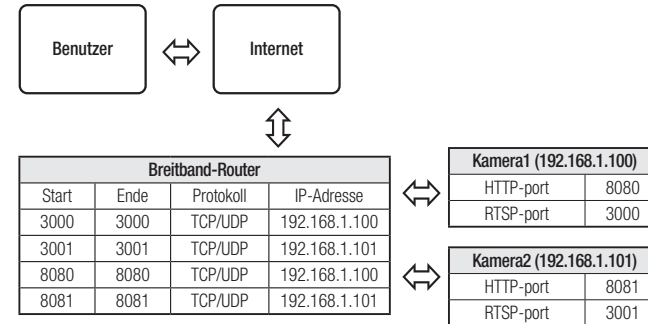 Benutzer
Internet
Breitband-Router
Start Ende Protokoll IP-Adresse
3000 3000 TCP/UDP 192.168.1.100
3001 3001 TCP/UDP 192.168.1.101
8080 8080 TCP/UDP 192.168.1.100
8081 8081 TCP/UDP 192.168.1.101
Kamera1 (192.168.1.100)
HTTP-port 8080
RTSP-port 3000
Kamera2 (192.168.1.101)
HTTP-port 8081
RTSP-port 3001